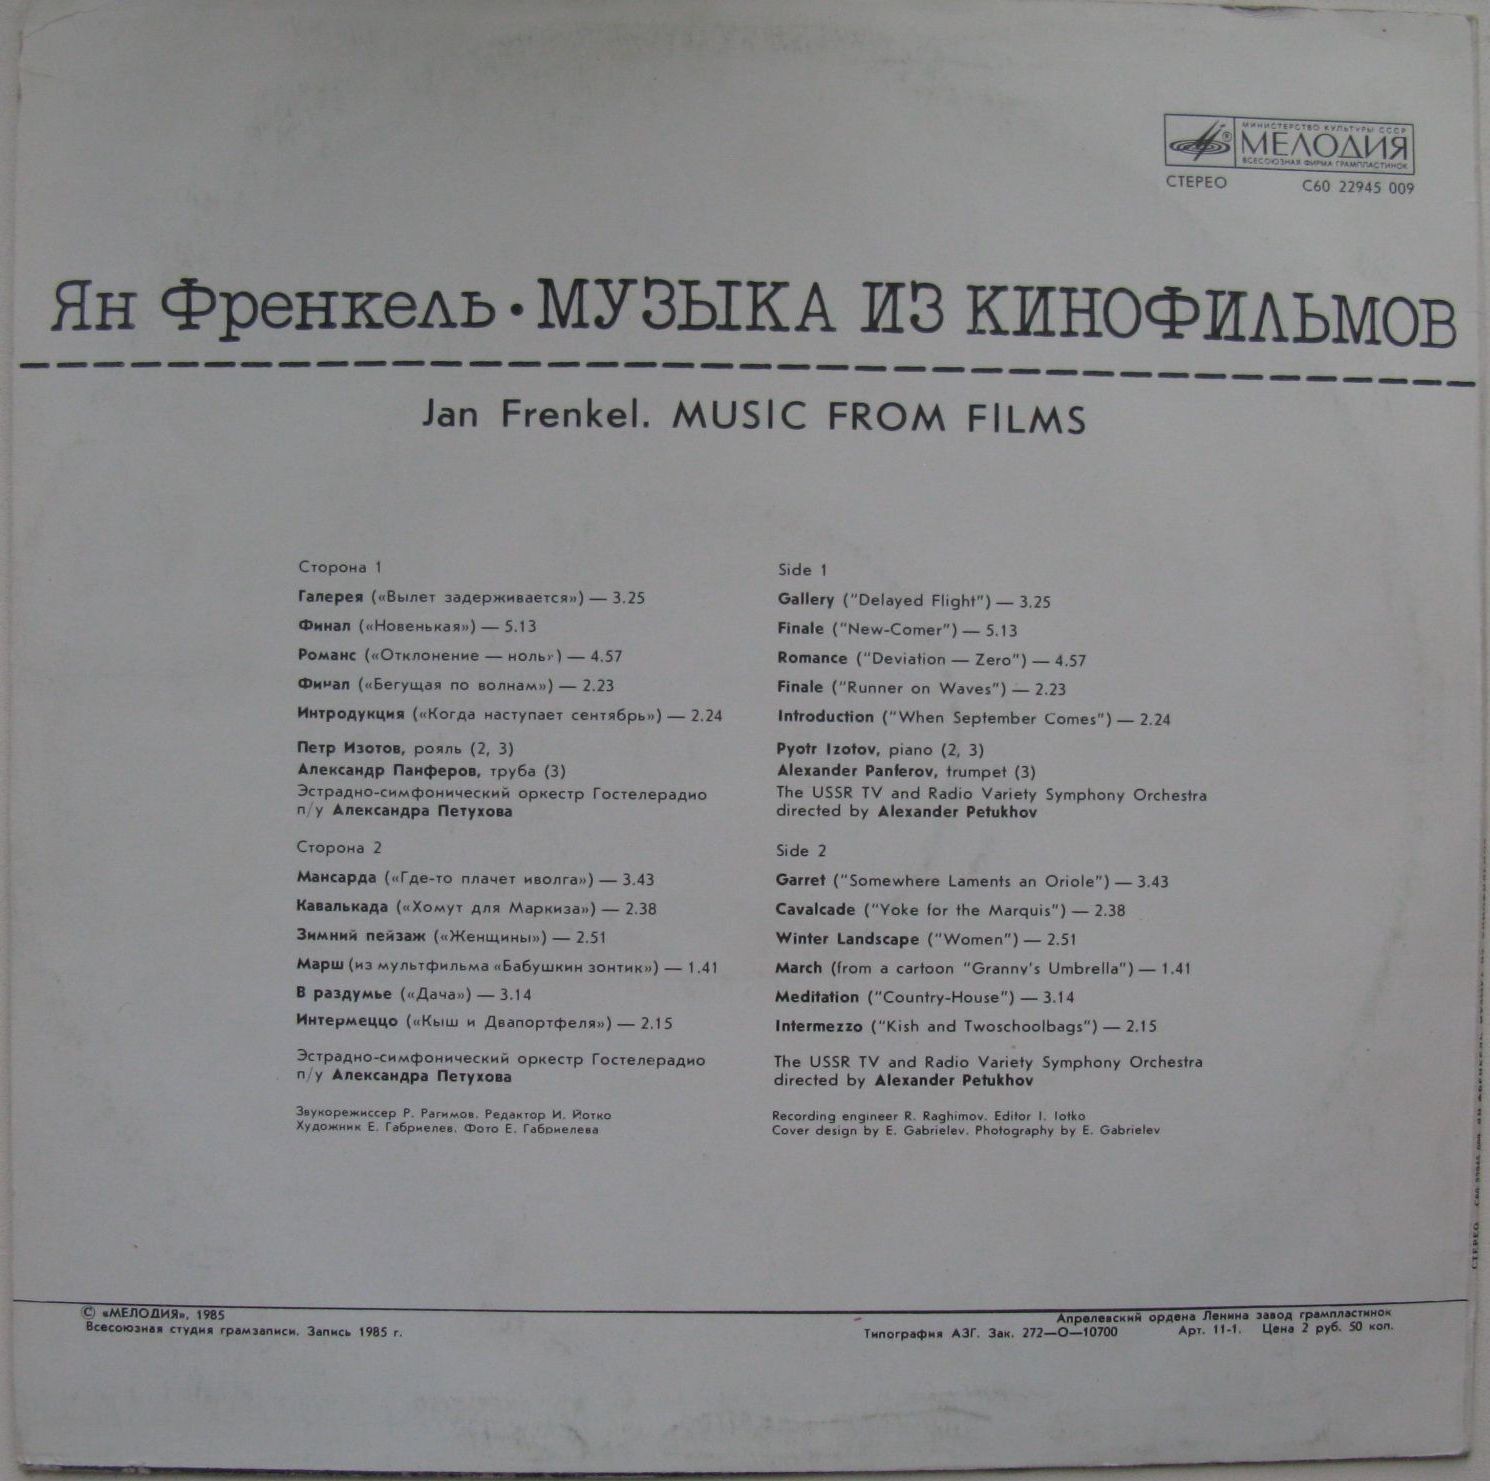 МИНИСТЕРСТВО КУЛЬТУРЫ СССР
МЕЛОДИЯ
ВСЕСОЮЗНАЯ ФИРМА ГРАМПЛАСТИНОК
СТЕРЕО С60 22945 009
Ян Френкель • МУЗЫКА ИЗ КИНОФИЛЬМОВ
Jan Frenkel. MUSIC FROM FILMS
Сторона 1
Галерея («Вылет задерживается») — 3.25
Финал («Новенькая») — 5.13
Романс («Отклонение — ноль») — 4.57
Финал («Бегущая по волнам») — 2.23
Интродукция («Когда наступает сентябрь») — 2.24
Петр Изотов, рояль (2, 3)
Александр Панферов, труба (3)
Эстрадно-симфонический оркестр Гостелерадио
п/у Александра Петухова
Сторона 2
Мансарда («Где-то плачет иволга») — 3.43
Кавалькада («Хомут для Маркиза») — 2.38
Зимний пейзаж («Женщины») — 2.51
Марш (из мультфильма «Бабушкин зонтик») — 1.41
В раздумье («Дача») — 3.14
Интермеццо («Кыш и Двапортфеля») — 2.15
Эстрадно-симфонический оркестр Гостелерадио
п/у Александра Петухова
Звукорежиссер Р. Рагимов. Редактор И. Йотко
Художник Е. Габриелев. Фото Е. Габриелева
Side 1
Gallery ("Delayed Flight") — 3.25
Finale ("New-Comer") — 5.13
Romance ("Deviation — Zero") — 4.57
Finale ("Runner on Waves") — 2.23
Introduction ("When September Comes") — 2.24
Pyotr Izotov, piano (2, 3)
Alexander Panferov, trumpet (3)
The USSR TV and Radio Variety Symphony Orchestra
directed by Alexander Petukhov
Side 2
Garret ("Somewhere Laments an Oriole") — 3.43
Cavalcade ("Yoke for the Marquis") — 2.38
Winter Landscape ("Women") — 2.51
March (from a cartoon "Granny's Umbrella") — 1.41
Meditation ("Country-House") — 3.14
Intermezzo ("Kish and Twoschoolbags") — 2.15
The USSR TV and Radio Variety Symphony Orchestra
directed by Alexander Petukhov
Recording engineer R. Raghimov. Editor I. Iotko
Cover design by E. Gabrielev. Photography by E. Gabrielev
© «МЕЛОДИЯ», 1985
Всесоюзная студия грамзаписи. Запись 1985 г.
Апрелевский ордена Ленина завод грампластинок
Типография АЗГ. Зак. 272—О—10700 Арт. 11-1. Цена 2 руб. 50 коп.
СТЕРЕО